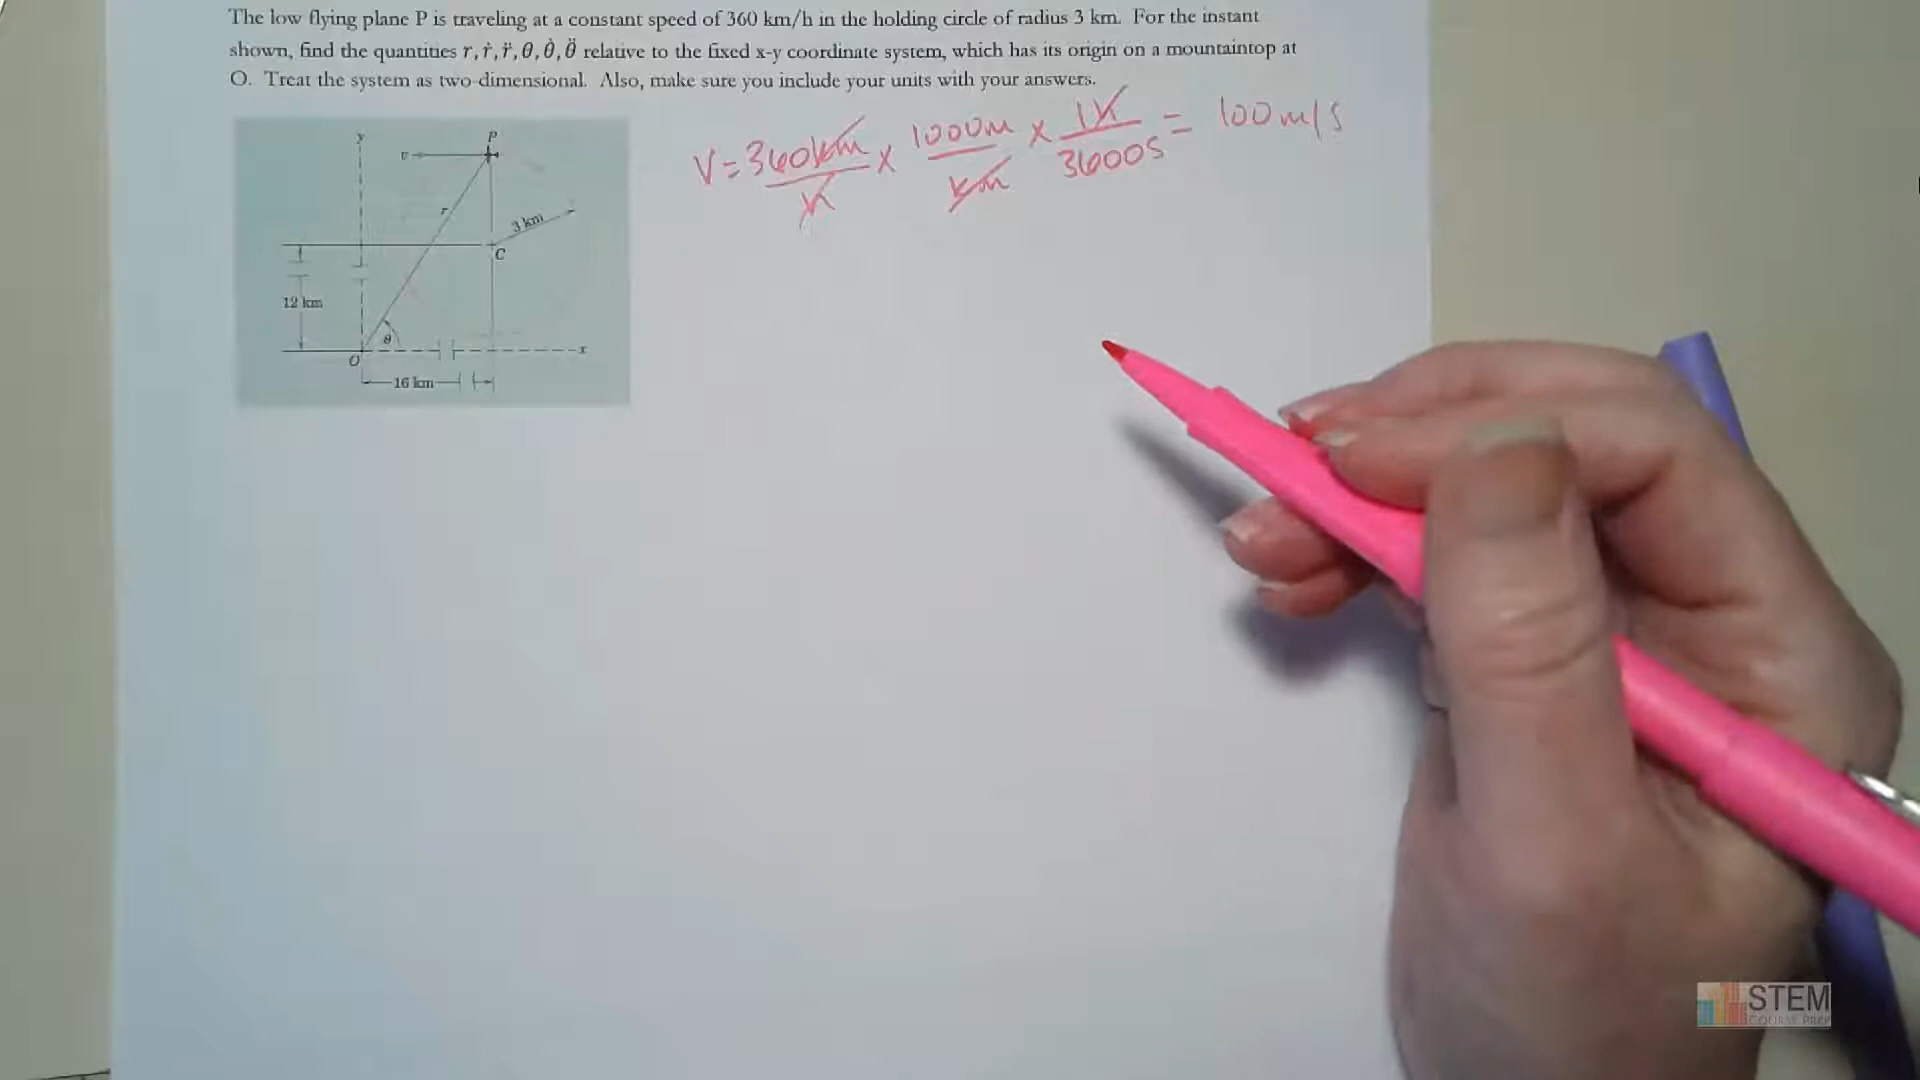 The low flying plane P is traveling at a constant speed of 360 km/h in the holding circle of radius 3 km. For the instant
shown, find the quantities r, ṙ, r̈, θ, θ̇, θ̈ relative to the fixed x-y coordinate system, which has its origin on a mountaintop at
O. Treat the system as two-dimensional. Also, make sure you include your units with your answers.
V = 360km/h × 1000m/km × 1h/3600s = 100 m/s
y
P
v
r
3 km
C
12 km
θ
O
x
16 km
STEM
COURSE PREP